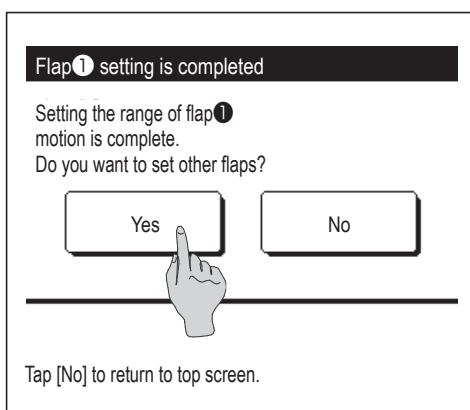 Flap❶ setting is completed
Setting the range of flap❶
motion is complete.
Do you want to set other flaps?
Yes
No
Tap [No] to return to top screen.